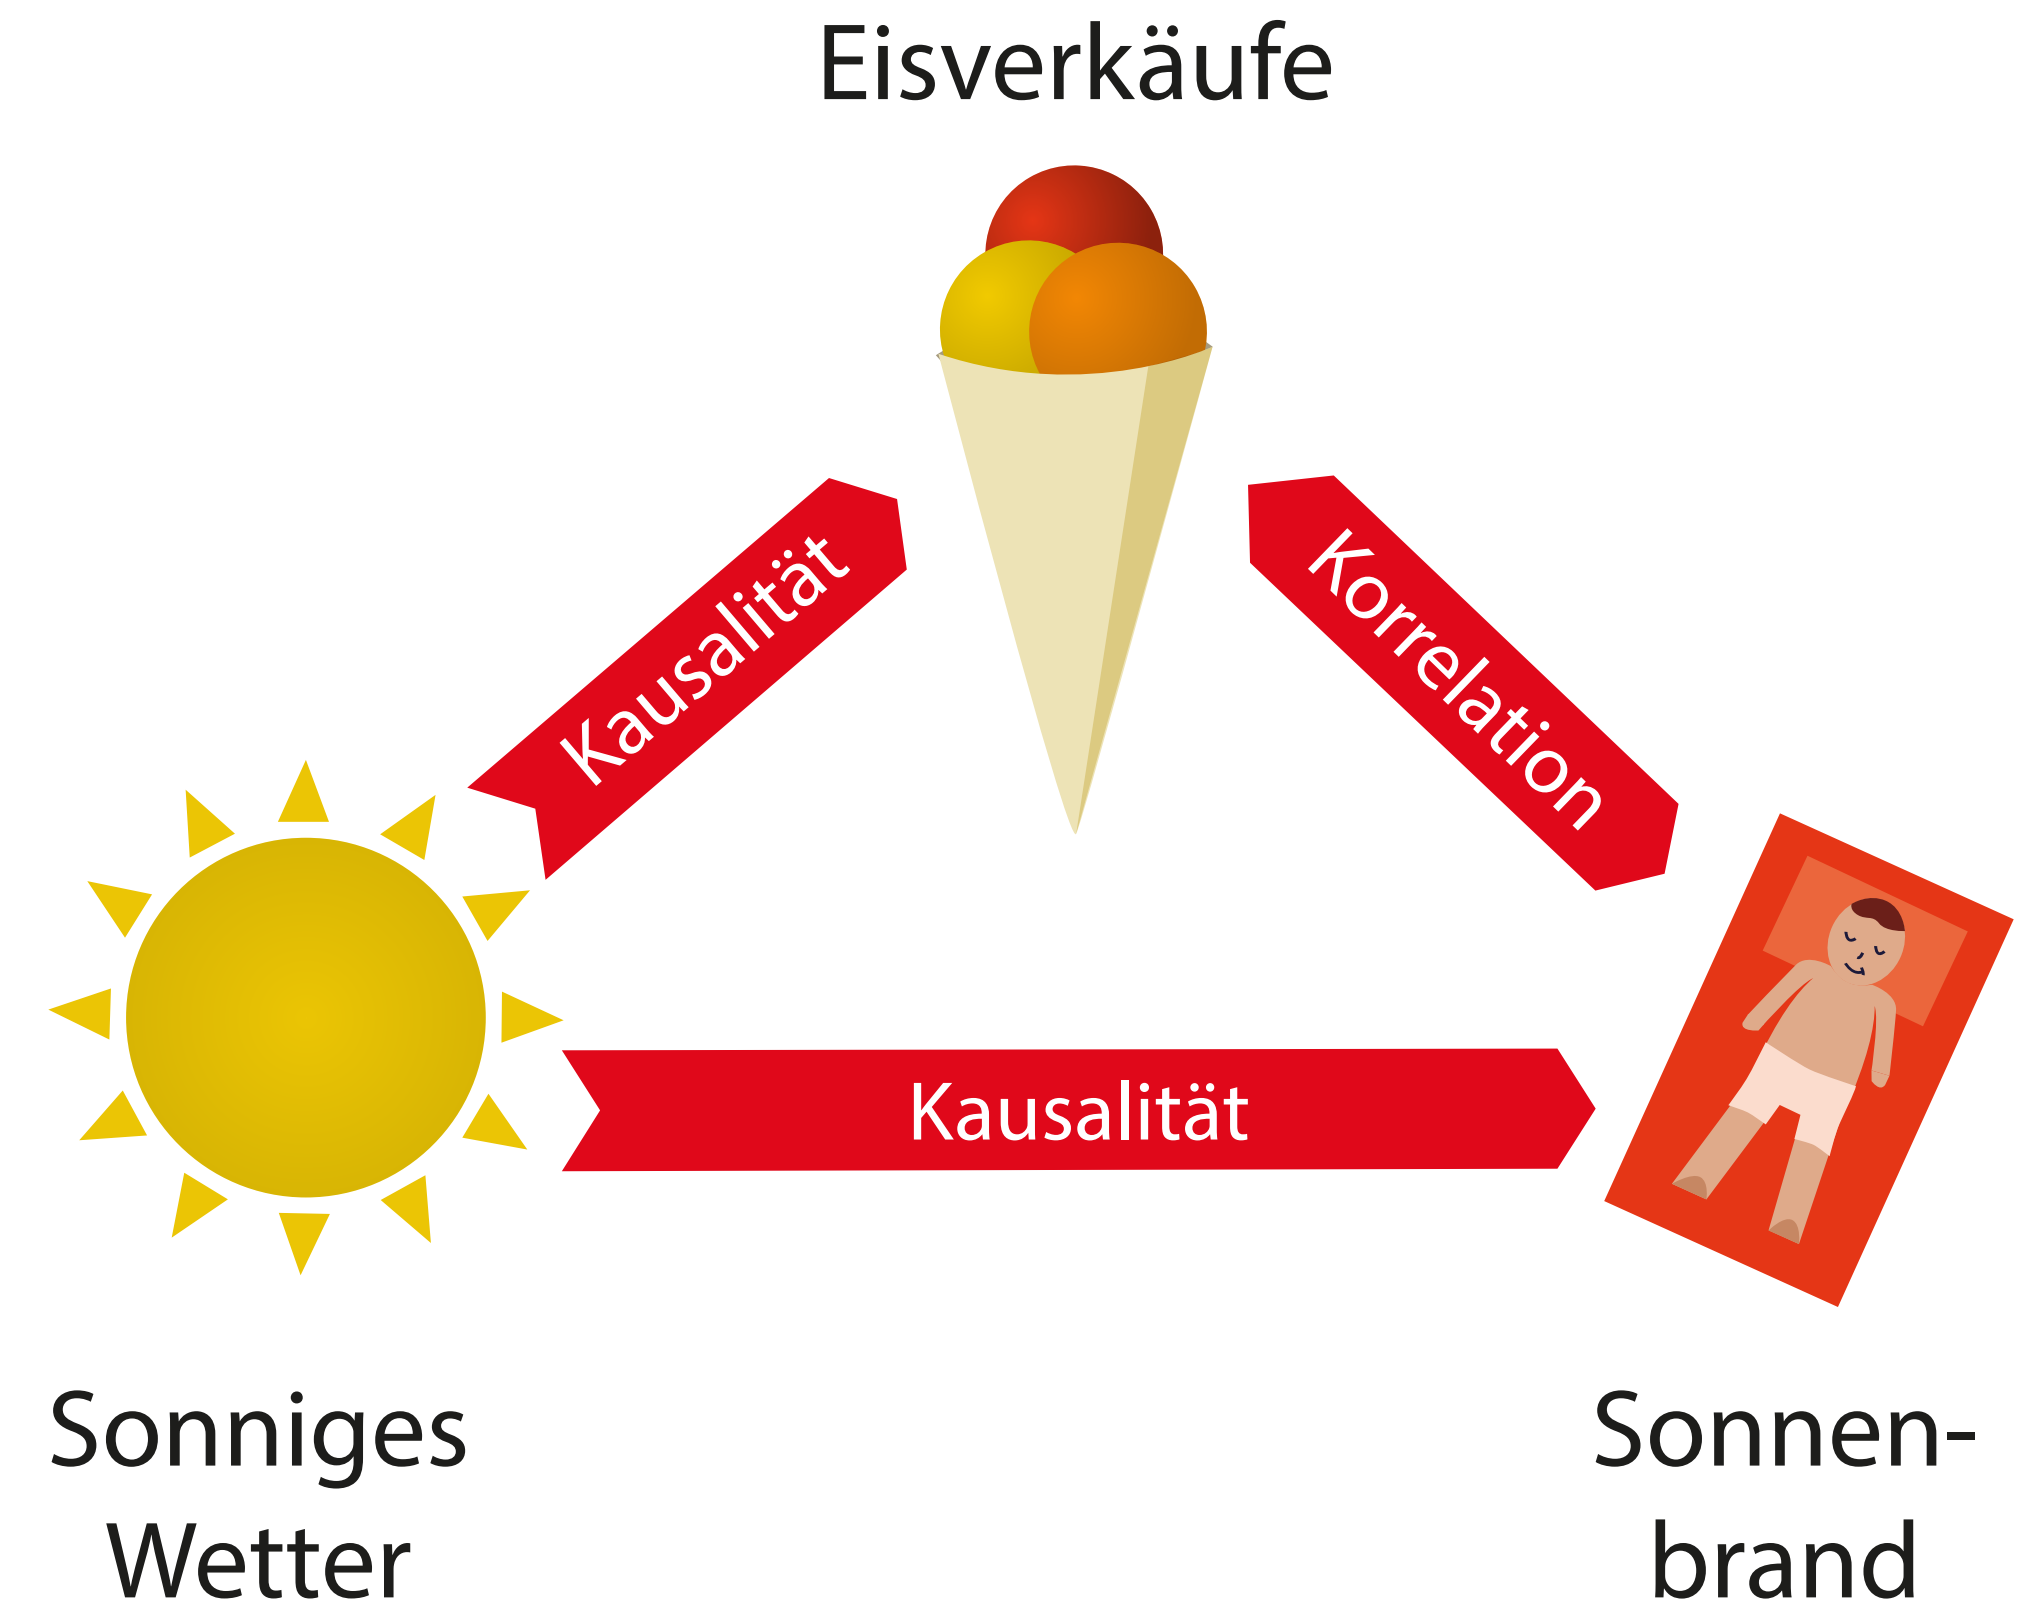 Eisverkäufe
Kausalität
Korrelation
Kausalität
Sonniges
Wetter
Sonnen-
brand